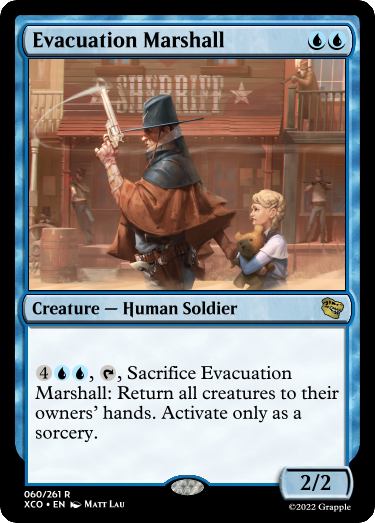 Evacuation Marshall
SHERRIFF
Creature — Human Soldier
4, , Sacrifice Evacuation
Marshall: Return all creatures to their
owners' hands. Activate only as a
sorcery.
2/2
060/261 R
XCO • EN Matt Lau
©2022 Grapple